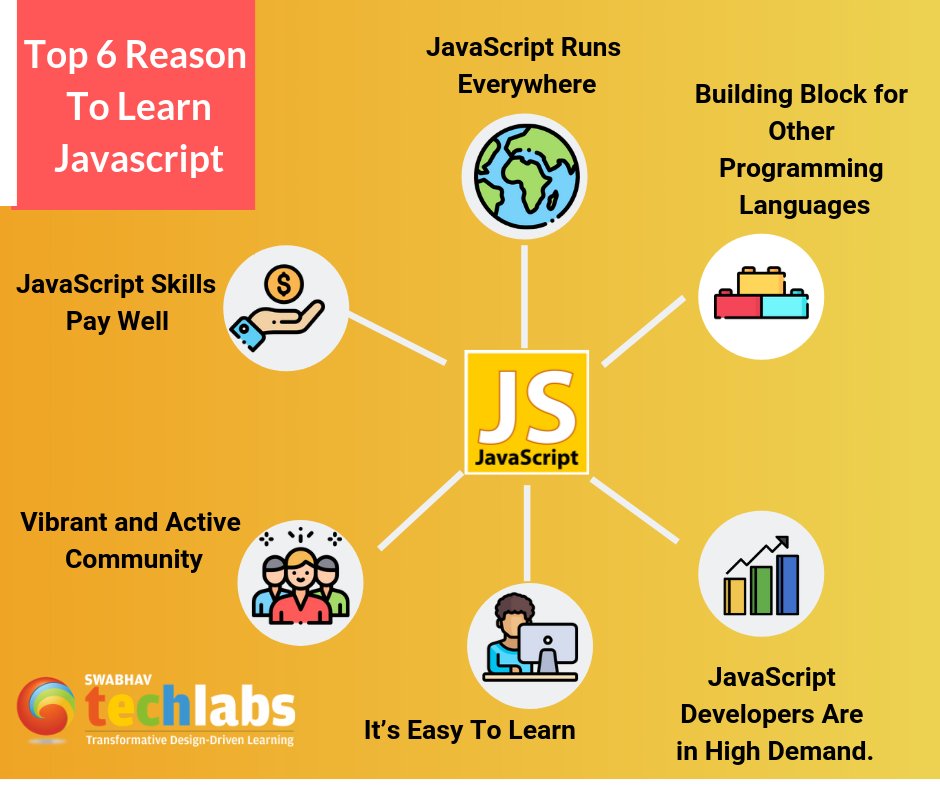 Top 6 Reason
To Learn
Javascript
JavaScript Runs
Everywhere
Building Block for
Other
Programming
Languages
JavaScript Skills
Pay Well
$
JS
JavaScript
Vibrant and Active
Community
It’s Easy To Learn
JavaScript
Developers Are
in High Demand.
SWABHAV
techlabs
Transformative Design-Driven Learning